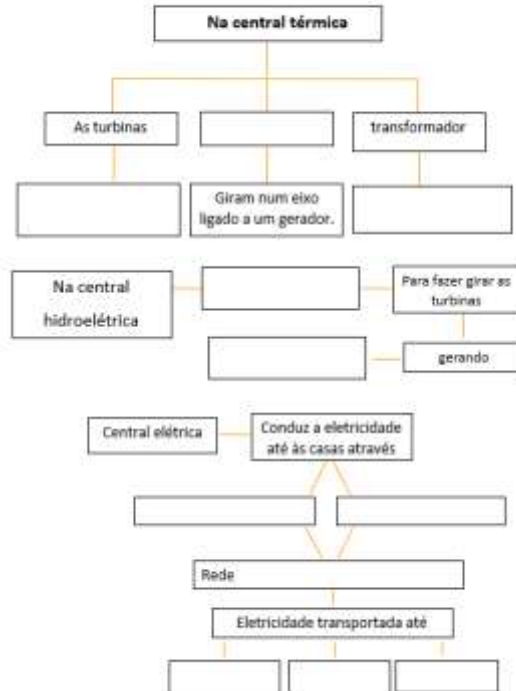 Na central térmica
As turbinas
transformador
Giram num eixo
ligado a um gerador.
Na central
hidroelétrica
Para fazer girar as
turbinas
gerando
Central elétrica
Conduz a eletricidade
até às casas através
Rede
Eletricidade transportada até